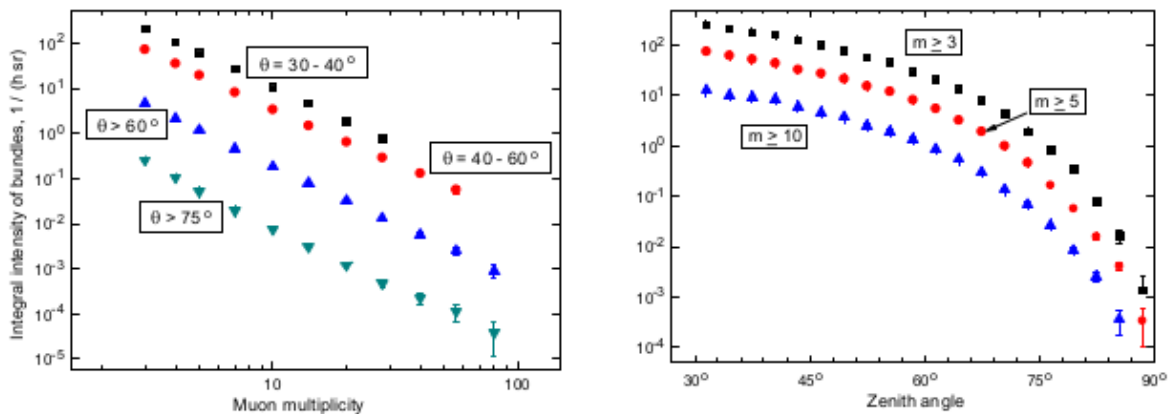 Integral intensity of bundles, 1 / (h sr)
10²
10¹
10⁰
10⁻¹
10⁻²
10⁻³
10⁻⁴
10⁻⁵
θ = 30 - 40°
θ > 60°
θ = 40 - 60°
θ > 75°
10 100
Muon multiplicity
10²
10¹
10⁰
10⁻¹
10⁻²
10⁻³
10⁻⁴
m ≥ 3
m ≥ 5
m ≥ 10
30° 45° 60° 75° 90°
Zenith angle